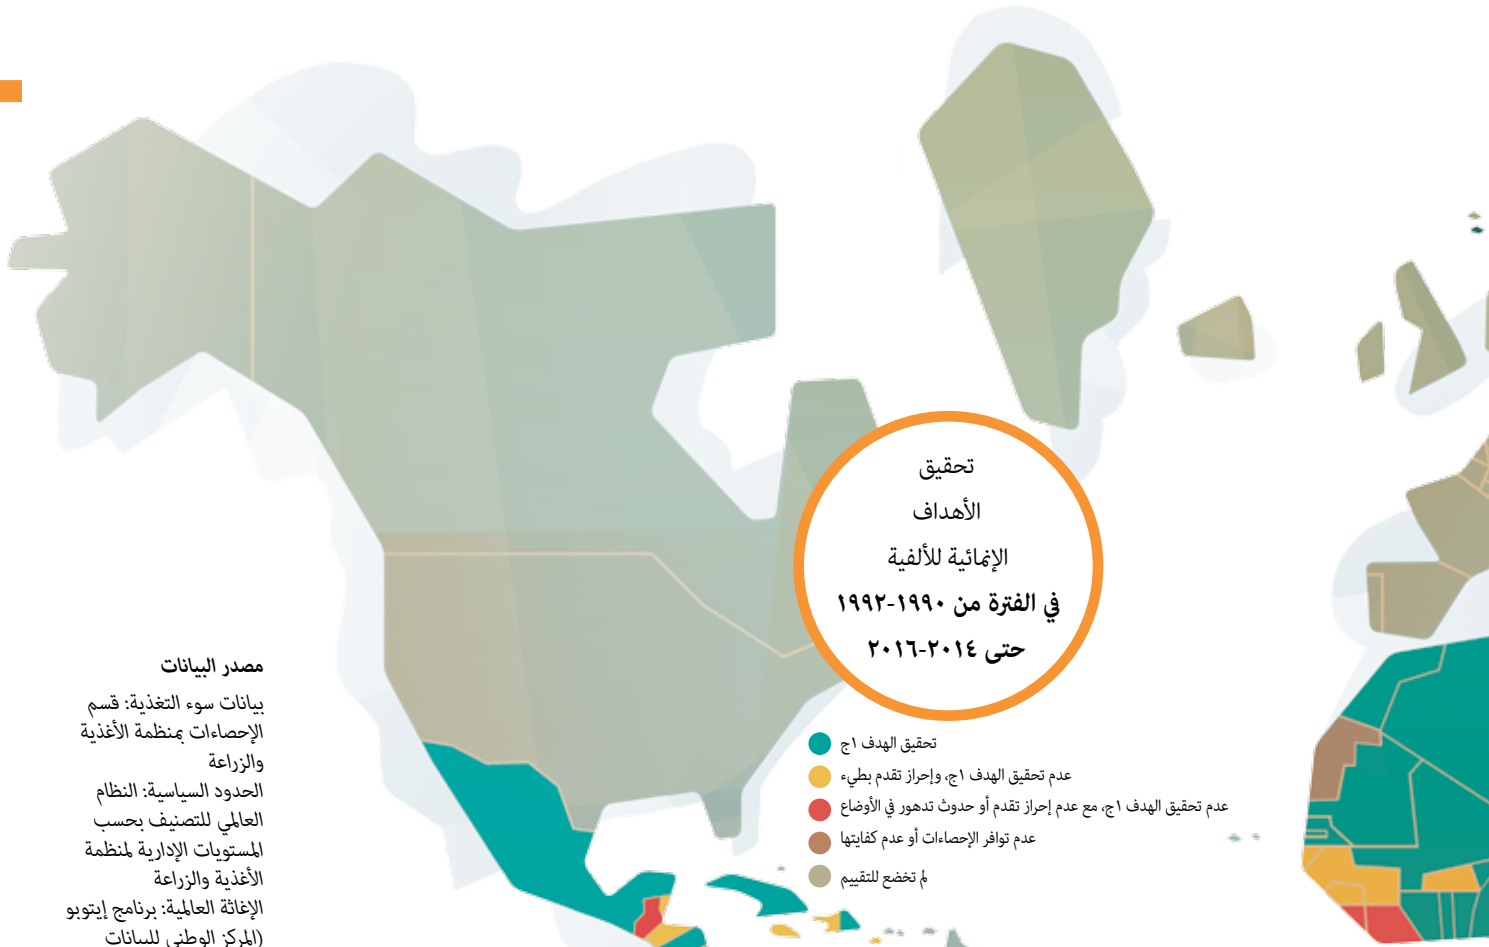 تحقيق
الأهداف
الإنمائية للألفية
في الفترة من ١٩٩٠-١٩٩٢
حتى ٢٠١٤-٢٠١٦
تحقيق الهدف ١ج
عدم تحقيق الهدف ١ج، وإحراز تقدم بطيء
عدم تحقيق الهدف ١ج، مع عدم إحراز تقدم أو حدوث تدهور في الأوضاع
عدم توافر الإحصاءات أو عدم كفايتها
لم تخضع للتقييم
مصدر البيانات
بيانات سوء التغذية: قسم
الإحصاءات بمنظمة الأغذية
والزراعة
الحدود السياسية: النظام
العالمي للتصنيف بحسب
المستويات الإدارية لمنظمة
الأغذية والزراعة
الإغاثة العالمية: برنامج إيتوبو
(المركز الوطني للبيانات